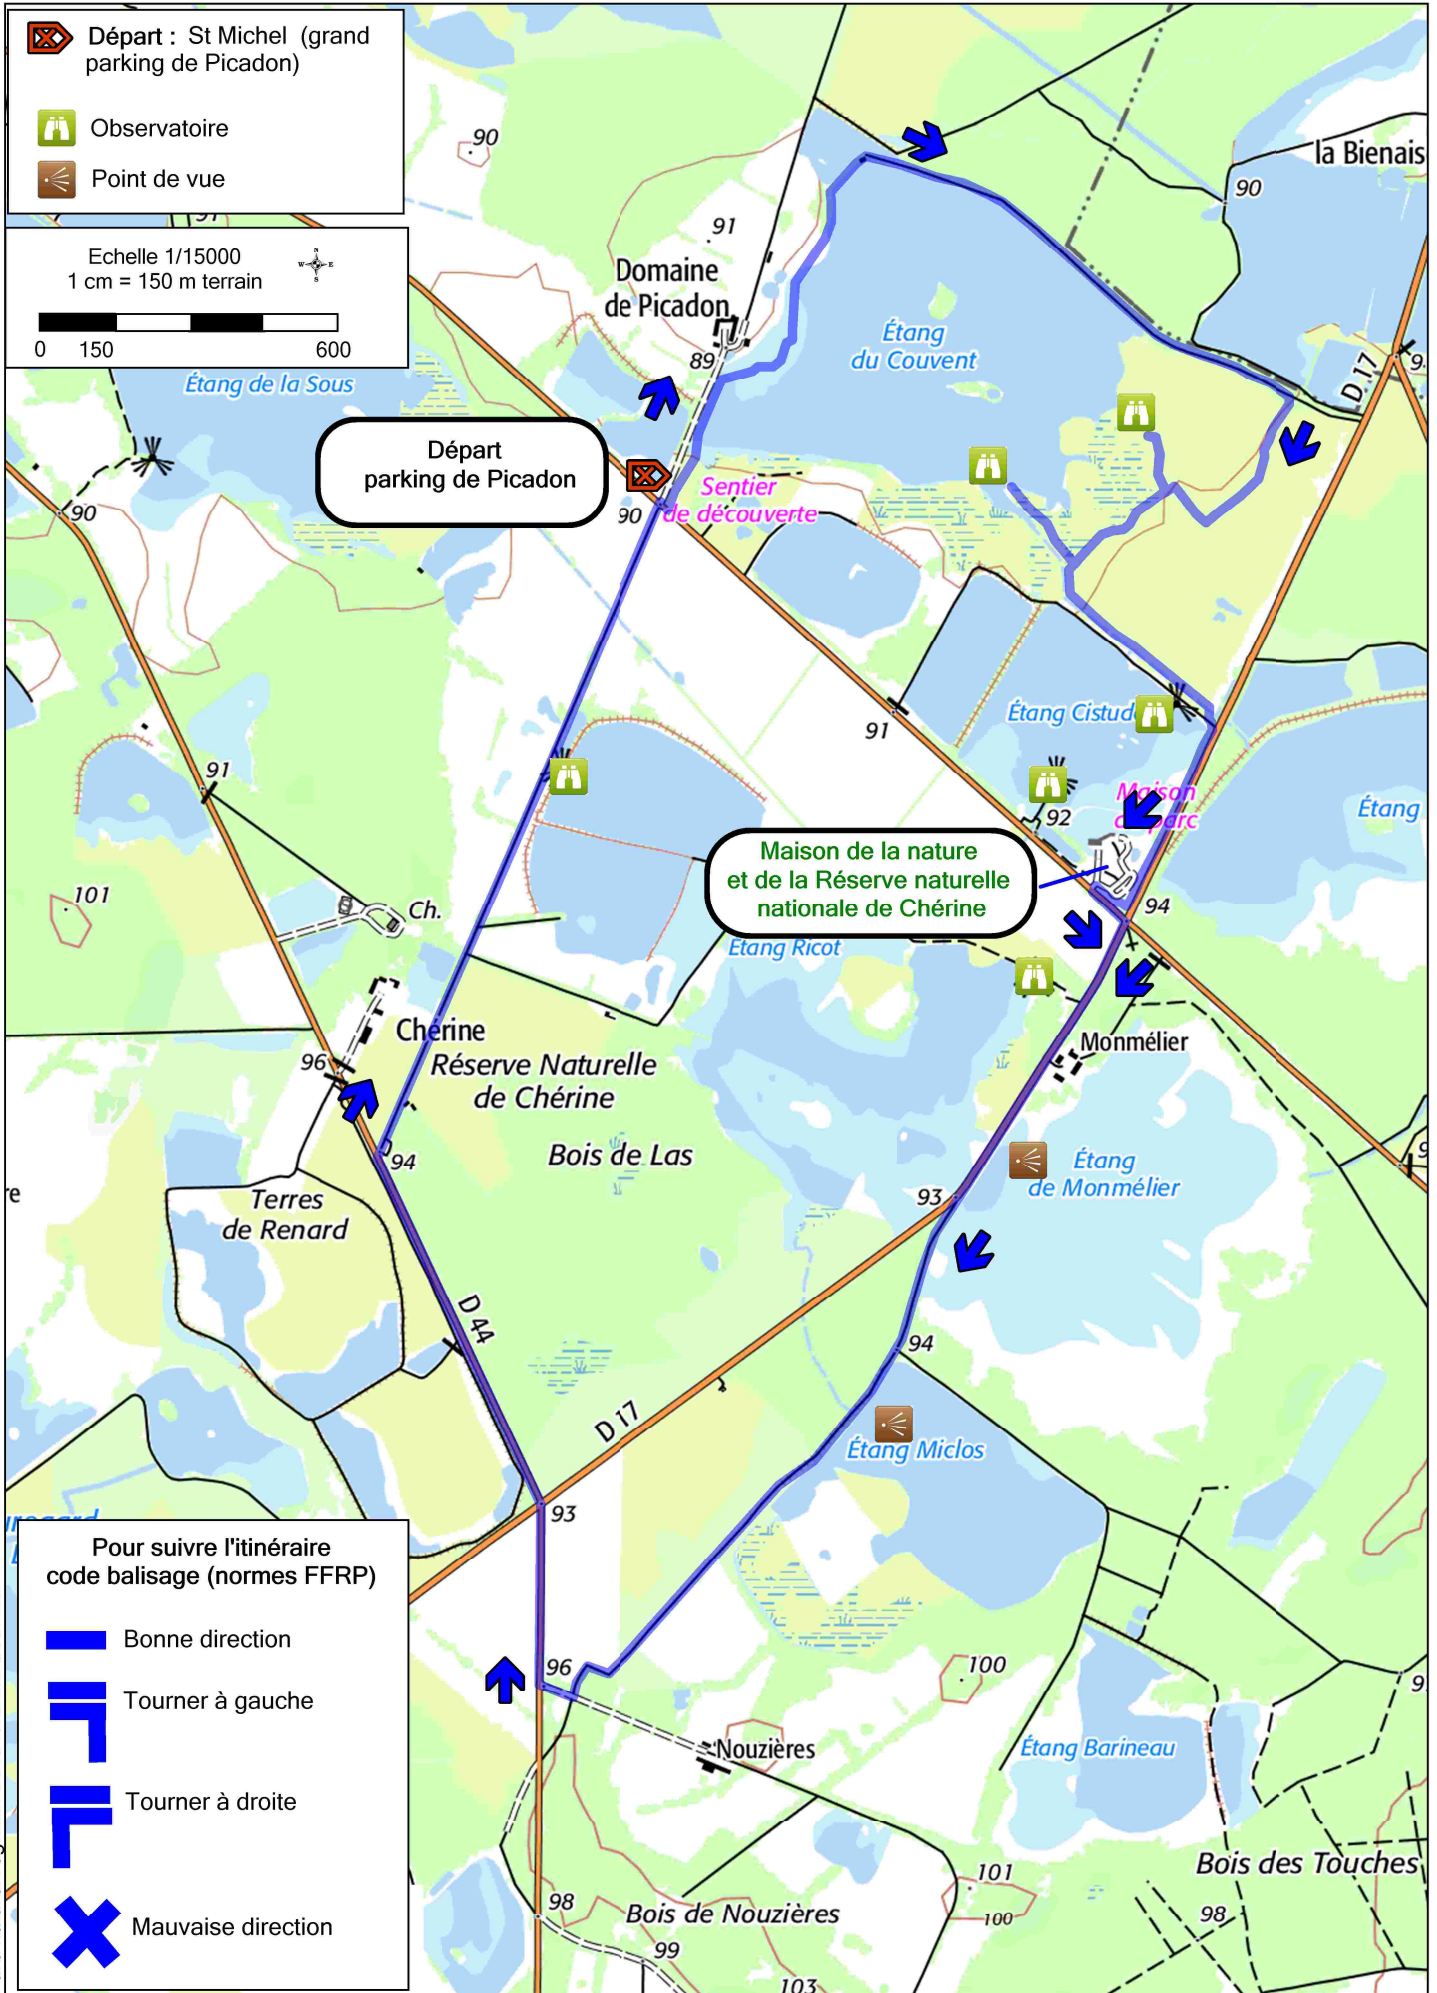 Départ : St Michel (grand
parking de Picadon)
Observatoire
Point de vue
Echelle 1/15000
1 cm = 150 m terrain
N
W E
S
0 150 600
90
91
la Bienais
90
91
Domaine
de Picadon
89
Étang
du Couvent
D 17
Étang de la Sous
Départ
parking de Picadon
90
90
Sentier
de découverte
91
Étang Cistud
91
92
Maison
Étang
Maison de la nature
et de la Réserve naturelle
nationale de Chérine
94
101
Ch.
Étang Ricot
Chérine
96
Réserve Naturelle
de Chérine
Monmélier
Bois de Las
94
Étang
de Monmélier
93
re
Terres
de Renard
D 44
94
D 17
Étang Miclos
93
Pour suivre l'itinéraire
code balisage (normes FFRP)
Bonne direction
Tourner à gauche
Tourner à droite
Mauvaise direction
96
100
Nouzières
Étang Barineau
Bois des Touches
98
101
100
98
Bois de Nouzières
99
103